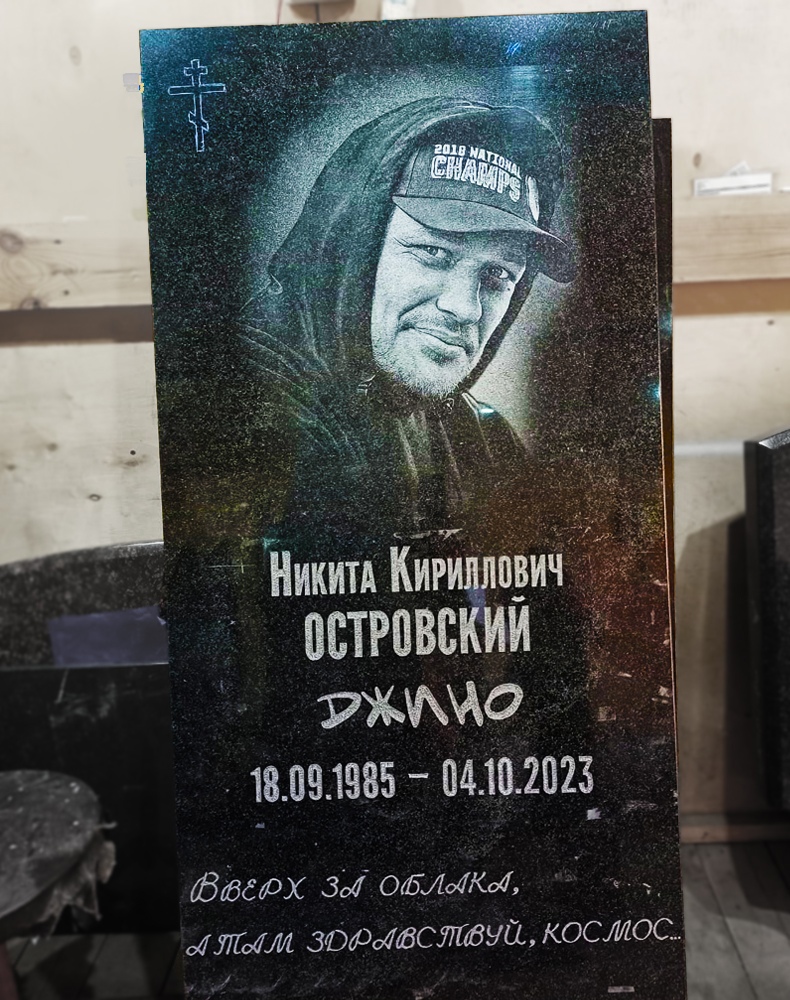 2018 NATIONAL
CHAMPS
Никита Кириллович
ОСТРОВСКИЙ
ДЖИНО
18.09.1985 – 04.10.2023
Вверх за облака,
а там здравствуй, космос...